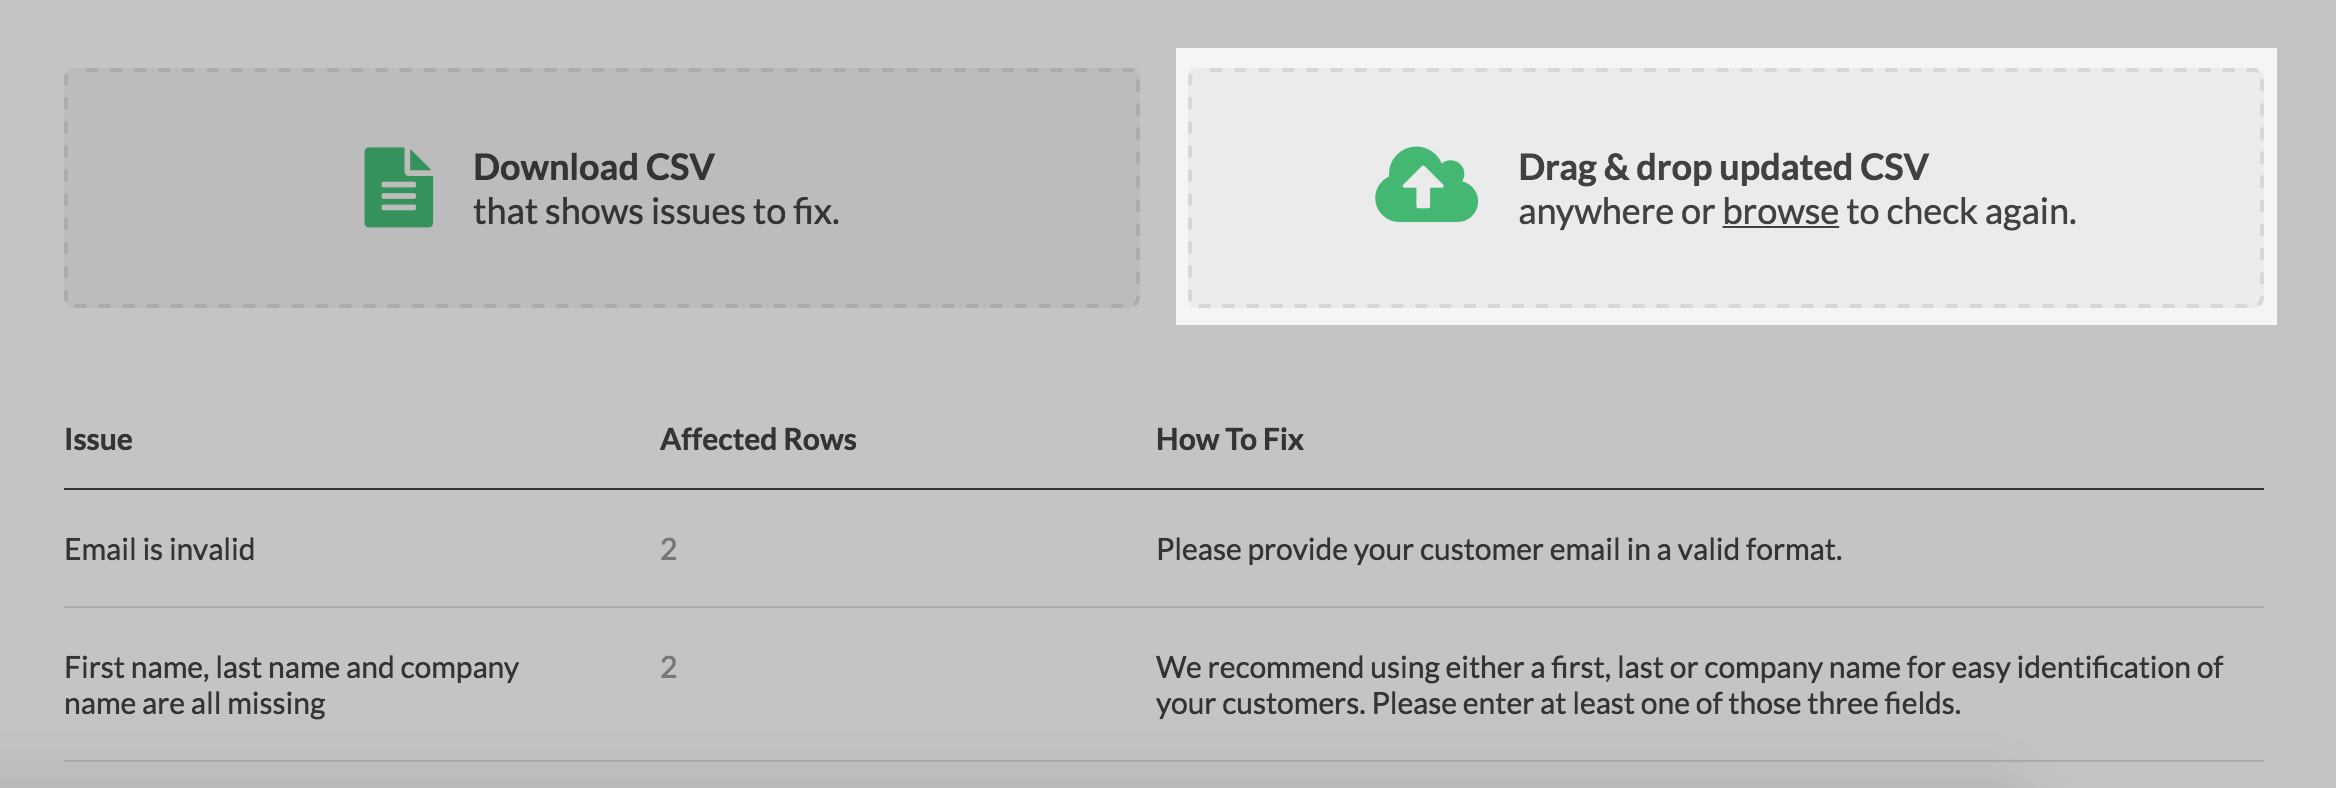 Download CSV
that shows issues to fix.
Drag & drop updated CSV
anywhere or browse to check again.
Issue
Affected Rows
How To Fix
Email is invalid
2
Please provide your customer email in a valid format.
First name, last name and company
name are all missing
2
We recommend using either a first, last or company name for easy identification of
your customers. Please enter at least one of those three fields.